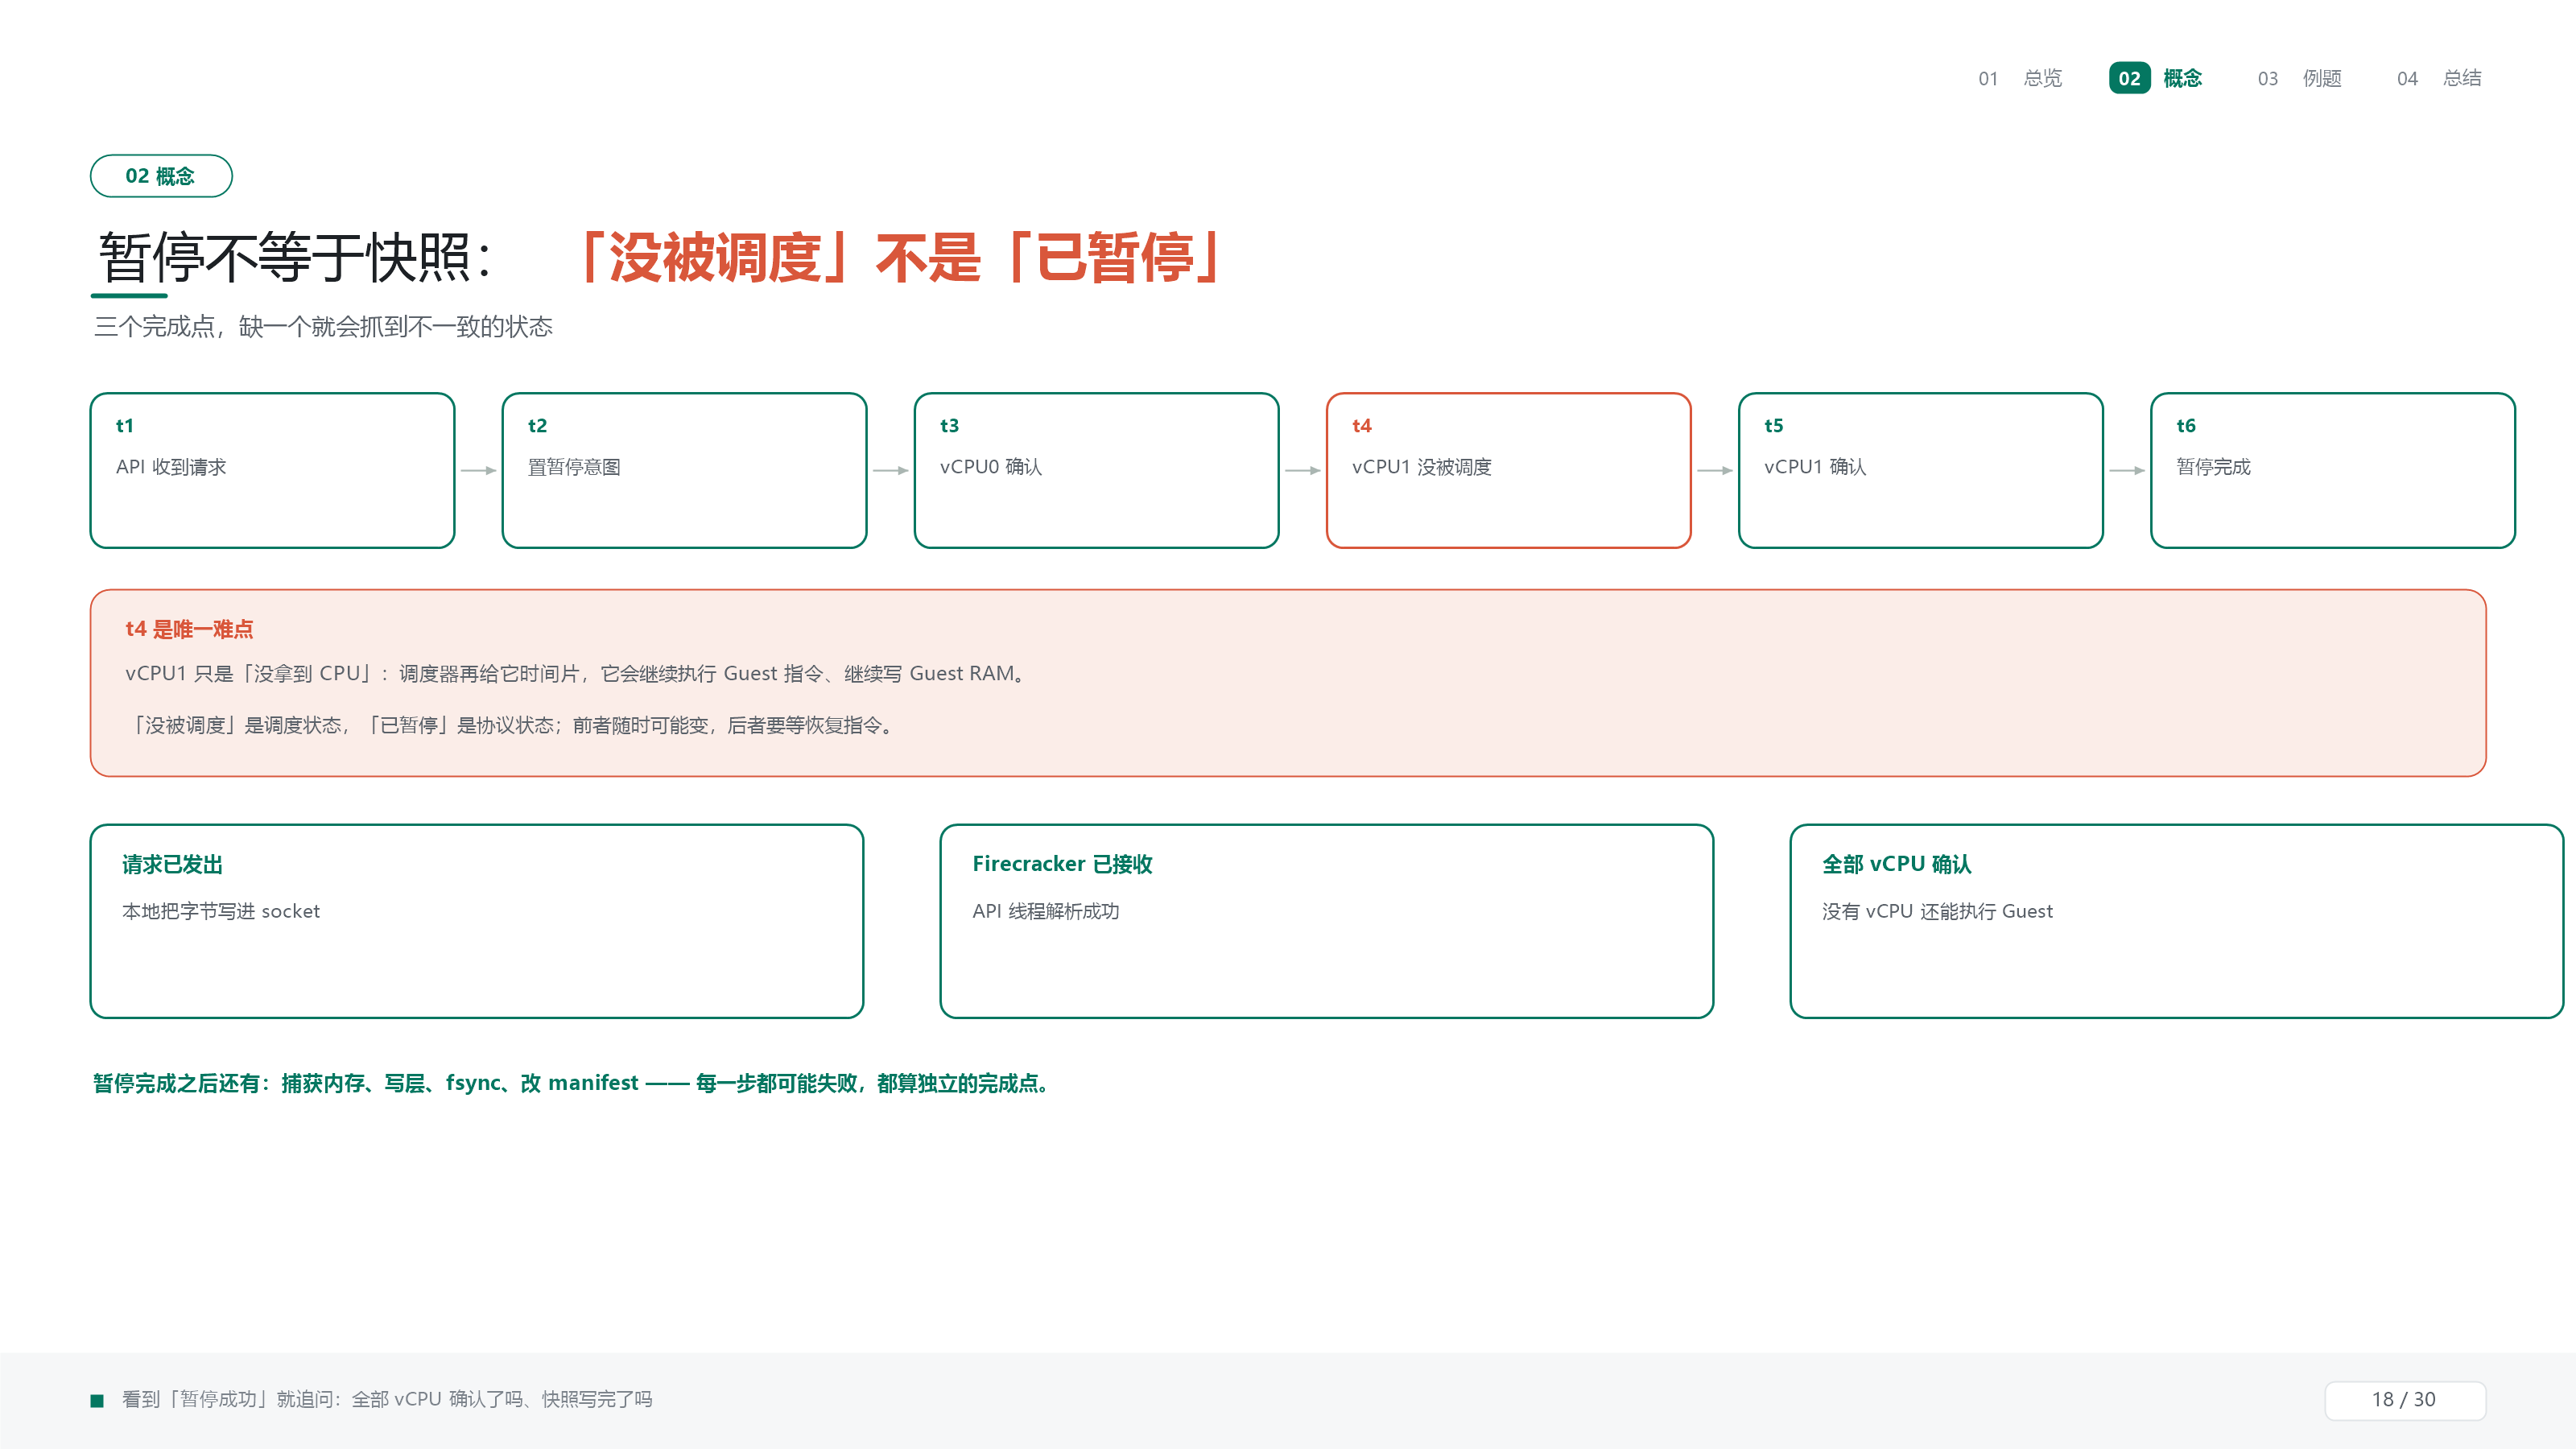 01 总览 02 概念 03 例题 04 总结
02 概念
暂停不等于快照：「没被调度」不是「已暂停」
三个完成点，缺一个就会抓到不一致的状态
t1
API 收到请求
t2
置暂停意图
t3
vCPU0 确认
t4
vCPU1 没被调度
t5
vCPU1 确认
t6
暂停完成
t4 是唯一难点
vCPU1 只是「没拿到 CPU」：调度器再给它时间片，它会继续执行 Guest 指令、继续写 Guest RAM。
「没被调度」是调度状态，「已暂停」是协议状态；前者随时可能变，后者要等恢复指令。
请求已发出
本地把字节写进 socket
Firecracker 已接收
API 线程解析成功
全部 vCPU 确认
没有 vCPU 还能执行 Guest
暂停完成之后还有：捕获内存、写层、fsync、改 manifest —— 每一步都可能失败，都算独立的完成点。
看到「暂停成功」就追问：全部 vCPU 确认了吗、快照写完了吗
18 / 30